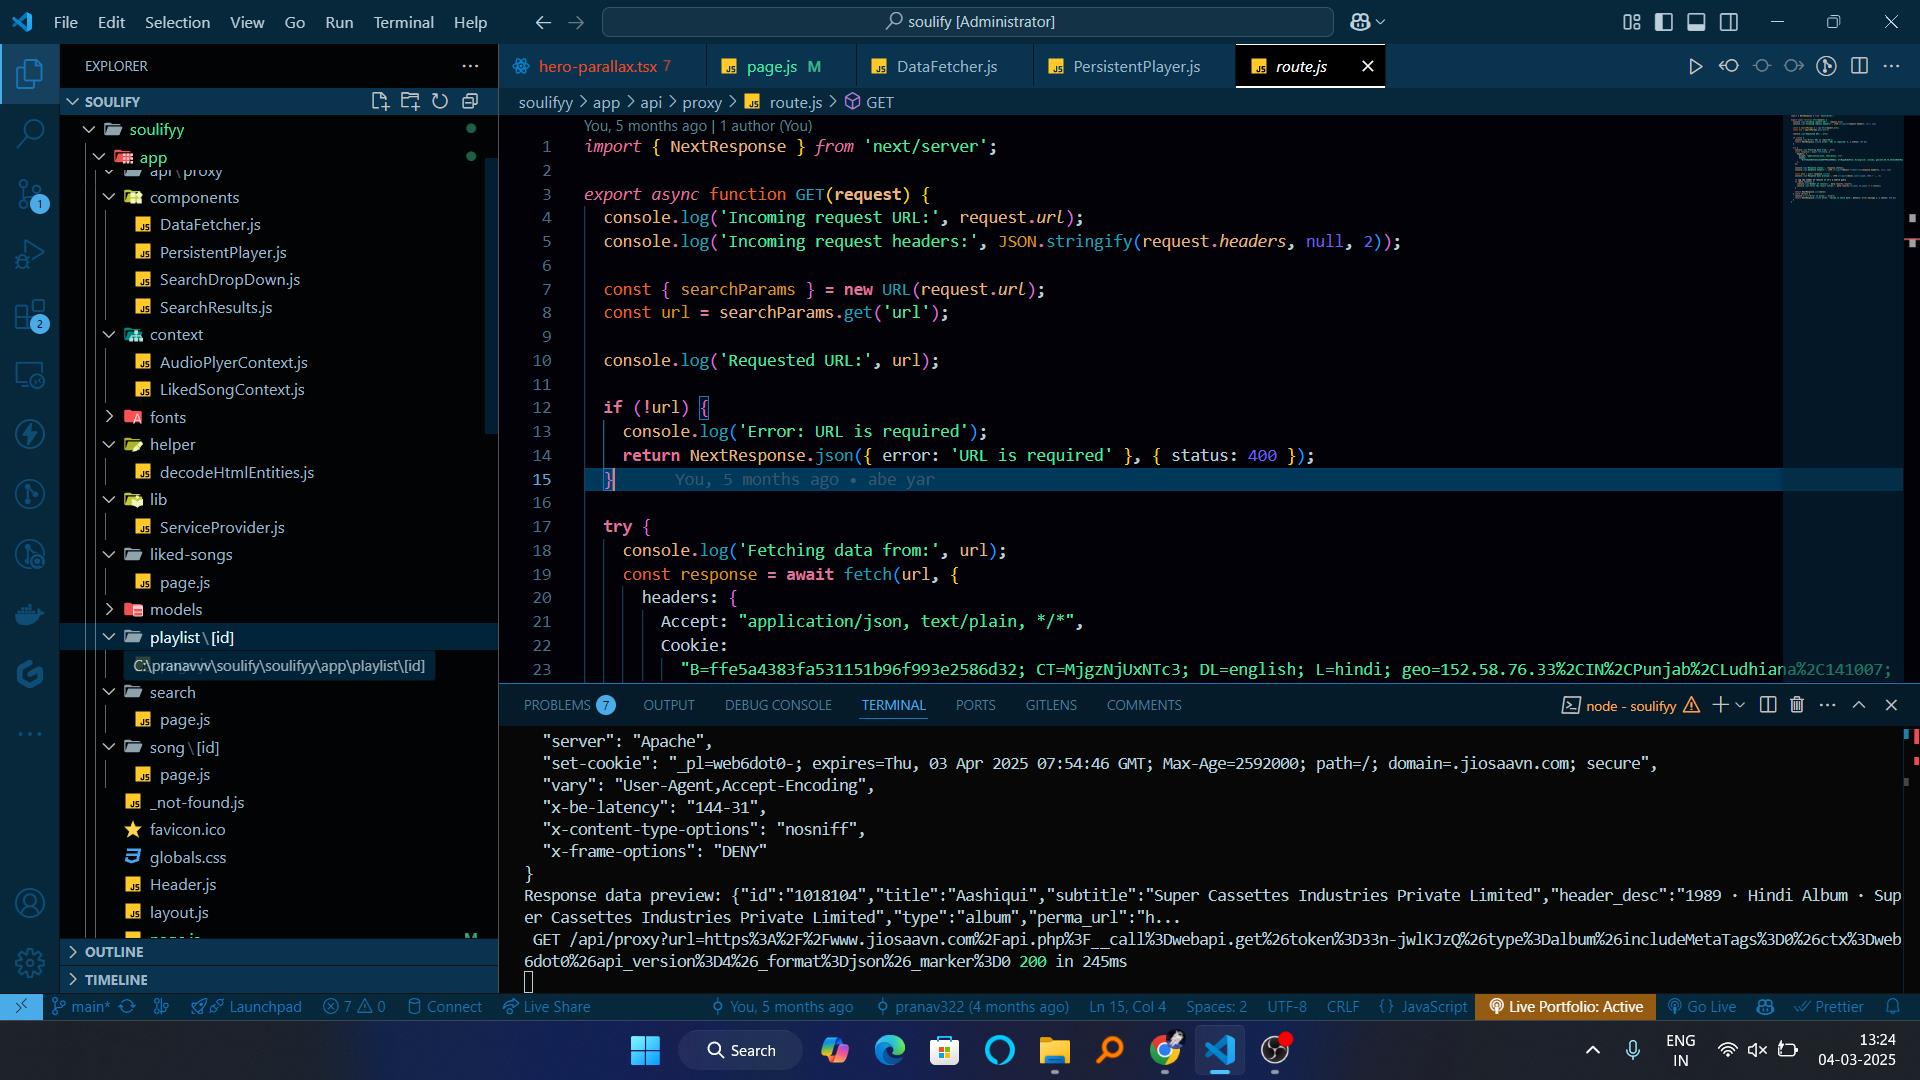 File Edit Selection View Go Run Terminal Help
soulify [Administrator]
EXPLORER
SOULIFY
soulifyy
app
api\proxy
components
DataFetcher.js
PersistentPlayer.js
SearchDropDown.js
SearchResults.js
context
AudioPlyerContext.js
LikedSongContext.js
fonts
helper
decodeHtmlEntities.js
lib
ServiceProvider.js
liked-songs
page.js
models
playlist\[id]
C:\pranavvv\soulify\soulifyy\app\playlist\[id]
search
page.js
song\[id]
page.js
_not-found.js
favicon.ico
globals.css
Header.js
layout.js
OUTLINE
TIMELINE
1
2
hero-parallax.tsx 7
page.js M
DataFetcher.js
PersistentPlayer.js
route.js
soulifyy > app > api > proxy > JS route.js > GET
You, 5 months ago | 1 author (You)
1 import { NextResponse } from 'next/server';
2
3 export async function GET(request) {
4 console.log('Incoming request URL:', request.url);
5 console.log('Incoming request headers:', JSON.stringify(request.headers, null, 2));
6
7 const { searchParams } = new URL(request.url);
8 const url = searchParams.get('url');
9
10 console.log('Requested URL:', url);
11
12 if (!url) {
13 console.log('Error: URL is required');
14 return NextResponse.json({ error: 'URL is required' }, { status: 400 });
15 } You, 5 months ago • abe yar
16
17 try {
18 console.log('Fetching data from:', url);
19 const response = await fetch(url, {
20 headers: {
21 Accept: "application/json, text/plain, */*",
22 Cookie:
23 "B=ffe5a4383fa531151b96f993e2586d32; CT=MjgzNjUxNTc3; DL=english; L=hindi; geo=152.58.76.33%2CIN%2CPunjab%2CLudhiana%2C141007;
PROBLEMS 7 OUTPUT DEBUG CONSOLE TERMINAL PORTS GITLENS COMMENTS
node - soulifyy
"server": "Apache",
"set-cookie": "_pl=web6dot0-; expires=Thu, 03 Apr 2025 07:54:46 GMT; Max-Age=2592000; path=/; domain=.jiosaavn.com; secure",
"vary": "User-Agent,Accept-Encoding",
"x-be-latency": "144-31",
"x-content-type-options": "nosniff",
"x-frame-options": "DENY"
}
Response data preview: {"id":"1018104","title":"Aashiqui","subtitle":"Super Cassettes Industries Private Limited","header_desc":"1989 · Hindi Album · Sup
er Cassettes Industries Private Limited","type":"album","perma_url":"h...
GET /api/proxy?url=https%3A%2F%2Fwww.jiosaavn.com%2Fapi.php%3F__call%3Dwebapi.get%26token%3D33n-jwlKJzQ%26type%3Dalbum%26includeMetaTags%3D0%26ctx%3Dweb
6dot0%26api_version%3D4%26_format%3Djson%26_marker%3D0 200 in 245ms
main* Launchpad 7 0 Connect Live Share
You, 5 months ago pranav322 (4 months ago) Ln 15, Col 4 Spaces: 2 UTF-8 CRLF {} JavaScript Live Portfolio: Active Go Live Prettier
Search
ENG
IN
13:24
04-03-2025